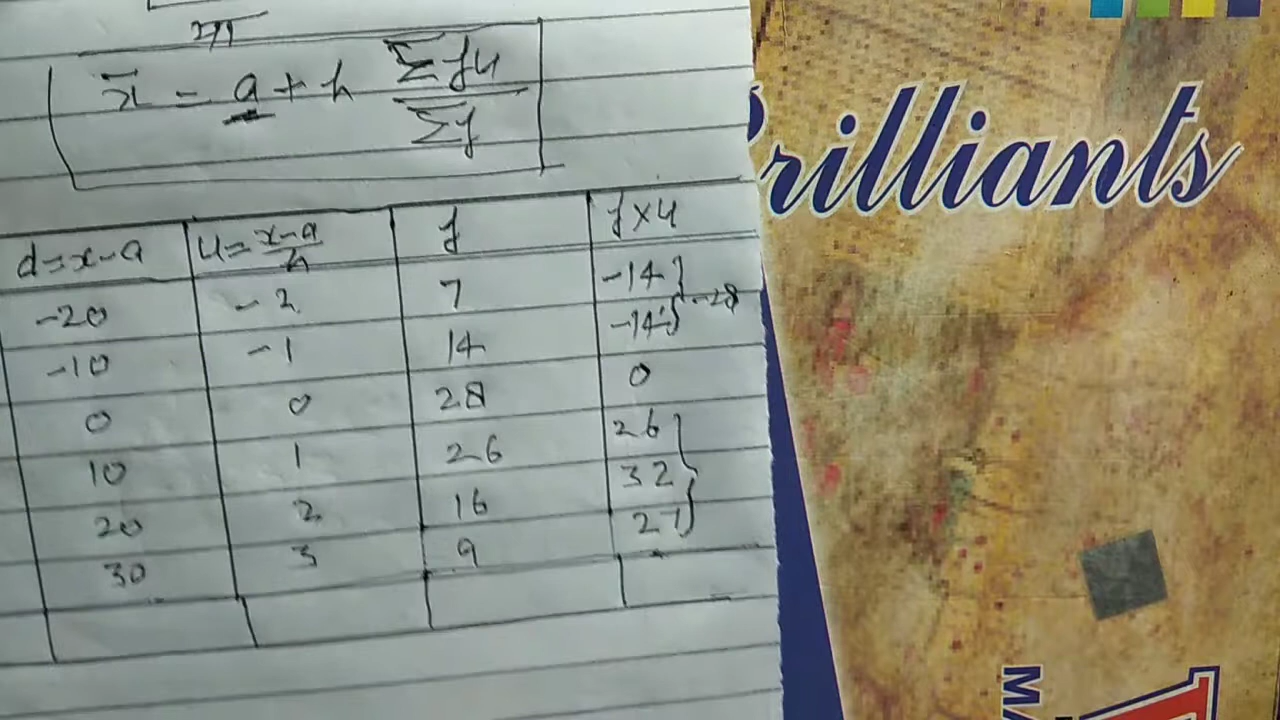 x̄ = a + h Σfu
Σf
d=x-a u=x-a/h f f×u
-20 -2 7 -14
-28
-10 -1 14 -14
0 0 28 0
10 1 26 26
20 2 16 32
30 3 9 27
rilliants
MA